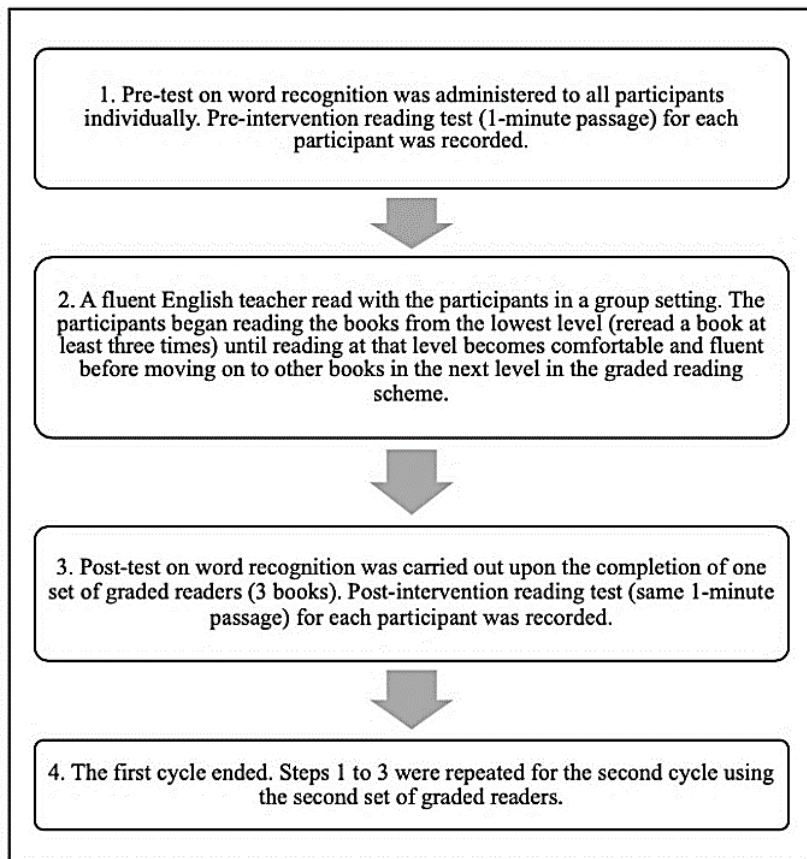 1. Pre-test on word recognition was administered to all participants
individually. Pre-intervention reading test (1-minute passage) for each
participant was recorded.
2. A fluent English teacher read with the participants in a group setting. The
participants began reading the books from the lowest level (reread a book at
least three times) until reading at that level becomes comfortable and fluent
before moving on to other books in the next level in the graded reading
scheme.
3. Post-test on word recognition was carried out upon the completion of one
set of graded readers (3 books). Post-intervention reading test (same 1-minute
passage) for each participant was recorded.
4. The first cycle ended. Steps 1 to 3 were repeated for the second cycle using
the second set of graded readers.